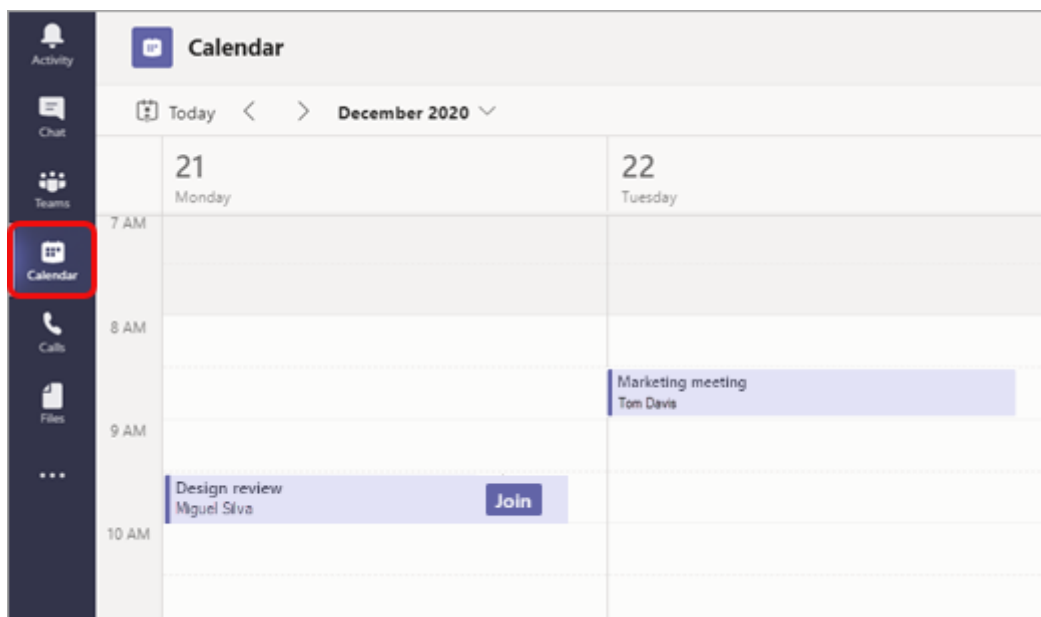 Activity
Chat
Teams
Calendar
Calls
Files
Calendar
Today
December 2020
21
Monday
22
Tuesday
7 AM
8 AM
Marketing meeting
Tom Davis
9 AM
Design review
Miguel Silva
Join
10 AM